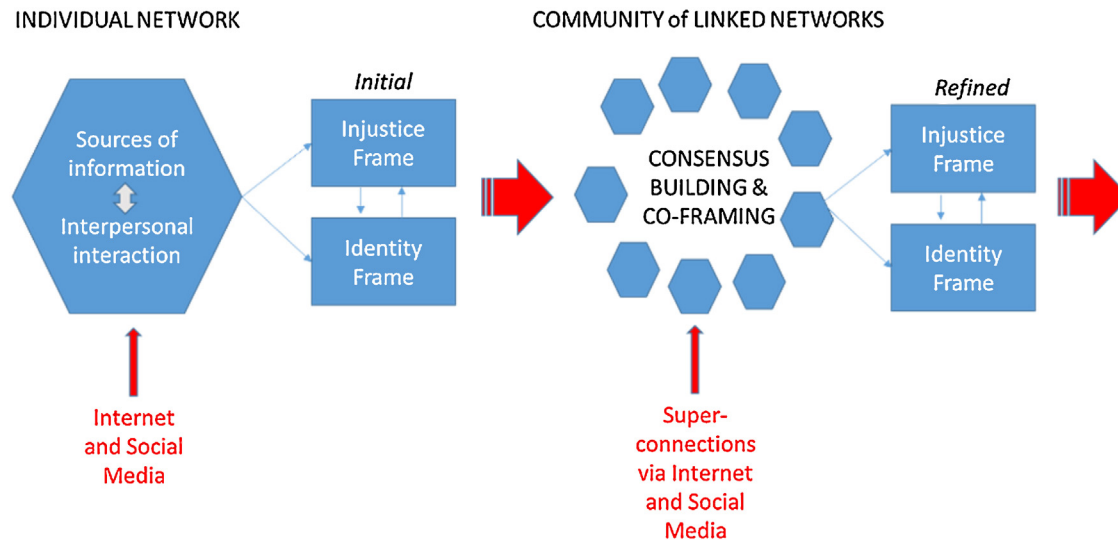 INDIVIDUAL NETWORK
Sources of
information
Interpersonal
interaction
Initial
Injustice
Frame
Identity
Frame
Internet
and Social
Media
COMMUNITY of LINKED NETWORKS
CONSENSUS
BUILDING &
CO-FRAMING
Refined
Injustice
Frame
Identity
Frame
Super-
connections
via Internet
and Social
Media